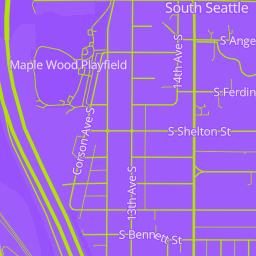 South Seattle
S Ange
Maple Wood Playfield
14th Ave S
S Ferdin
S Shelton St
Corson Ave S
13th Ave S
S Bennett St